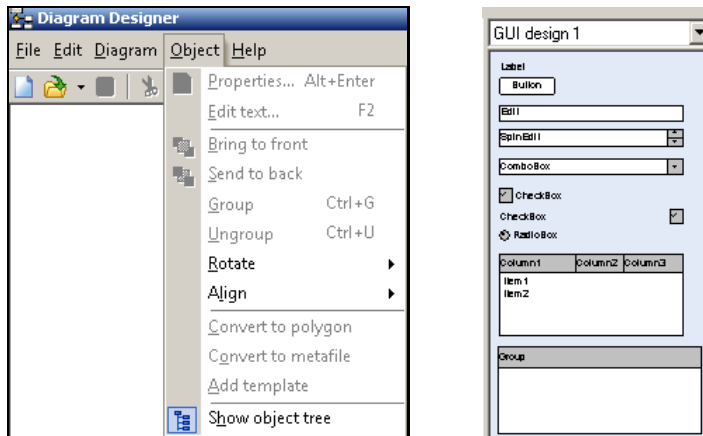 Diagram Designer
File Edit Diagram Object Help
Properties... Alt+Enter
Edit text... F2
Bring to front
Send to back
Group Ctrl+G
Ungroup Ctrl+U
Rotate
Align
Convert to polygon
Convert to metafile
Add template
Show object tree
GUI design 1
Label
Button
Edit
SpinEdit
ComboBox
CheckBox
CheckBox
RadioBox
Column1 Column2 Column3
Item1
Item2
Group